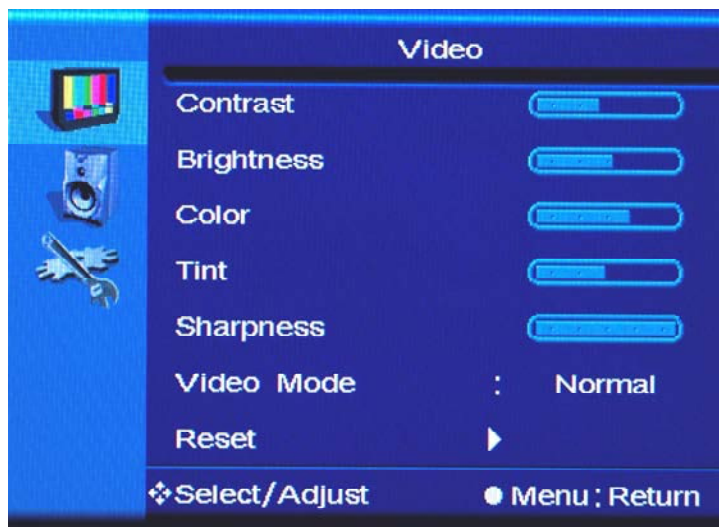 Video
Contrast
Brightness
Color
Tint
Sharpness
Video Mode : Normal
Reset
Select/Adjust Menu : Return